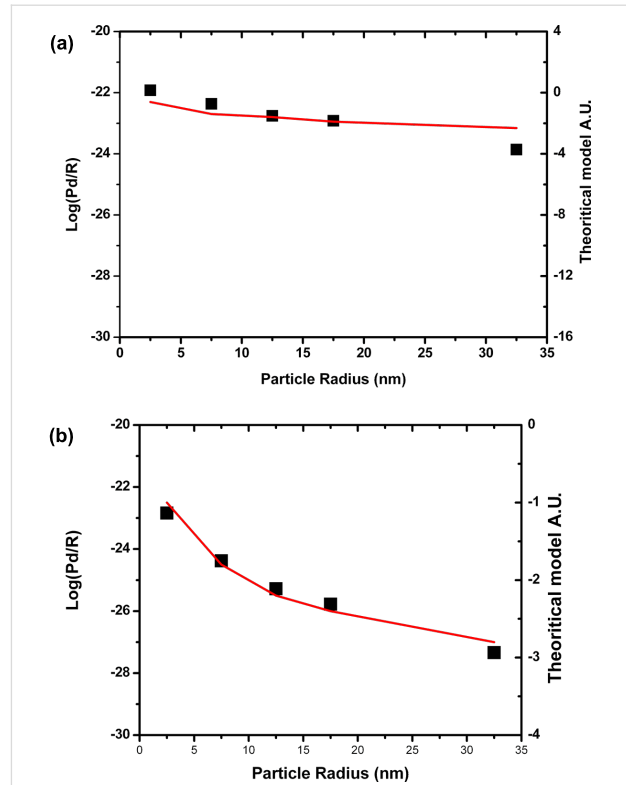 (a)
-20
-22
-24
-26
-28
-30
Log(Pd/R)
4
0
-4
-8
-12
-16
Theoritical model A.U.
0 5 10 15 20 25 30 35
Particle Radius (nm)
(b)
-20
-22
-24
-26
-28
-30
Log(Pd/R)
0
-1
-2
-3
-4
Theoritical model A.U.
0 5 10 15 20 25 30 35
Particle Radius (nm)